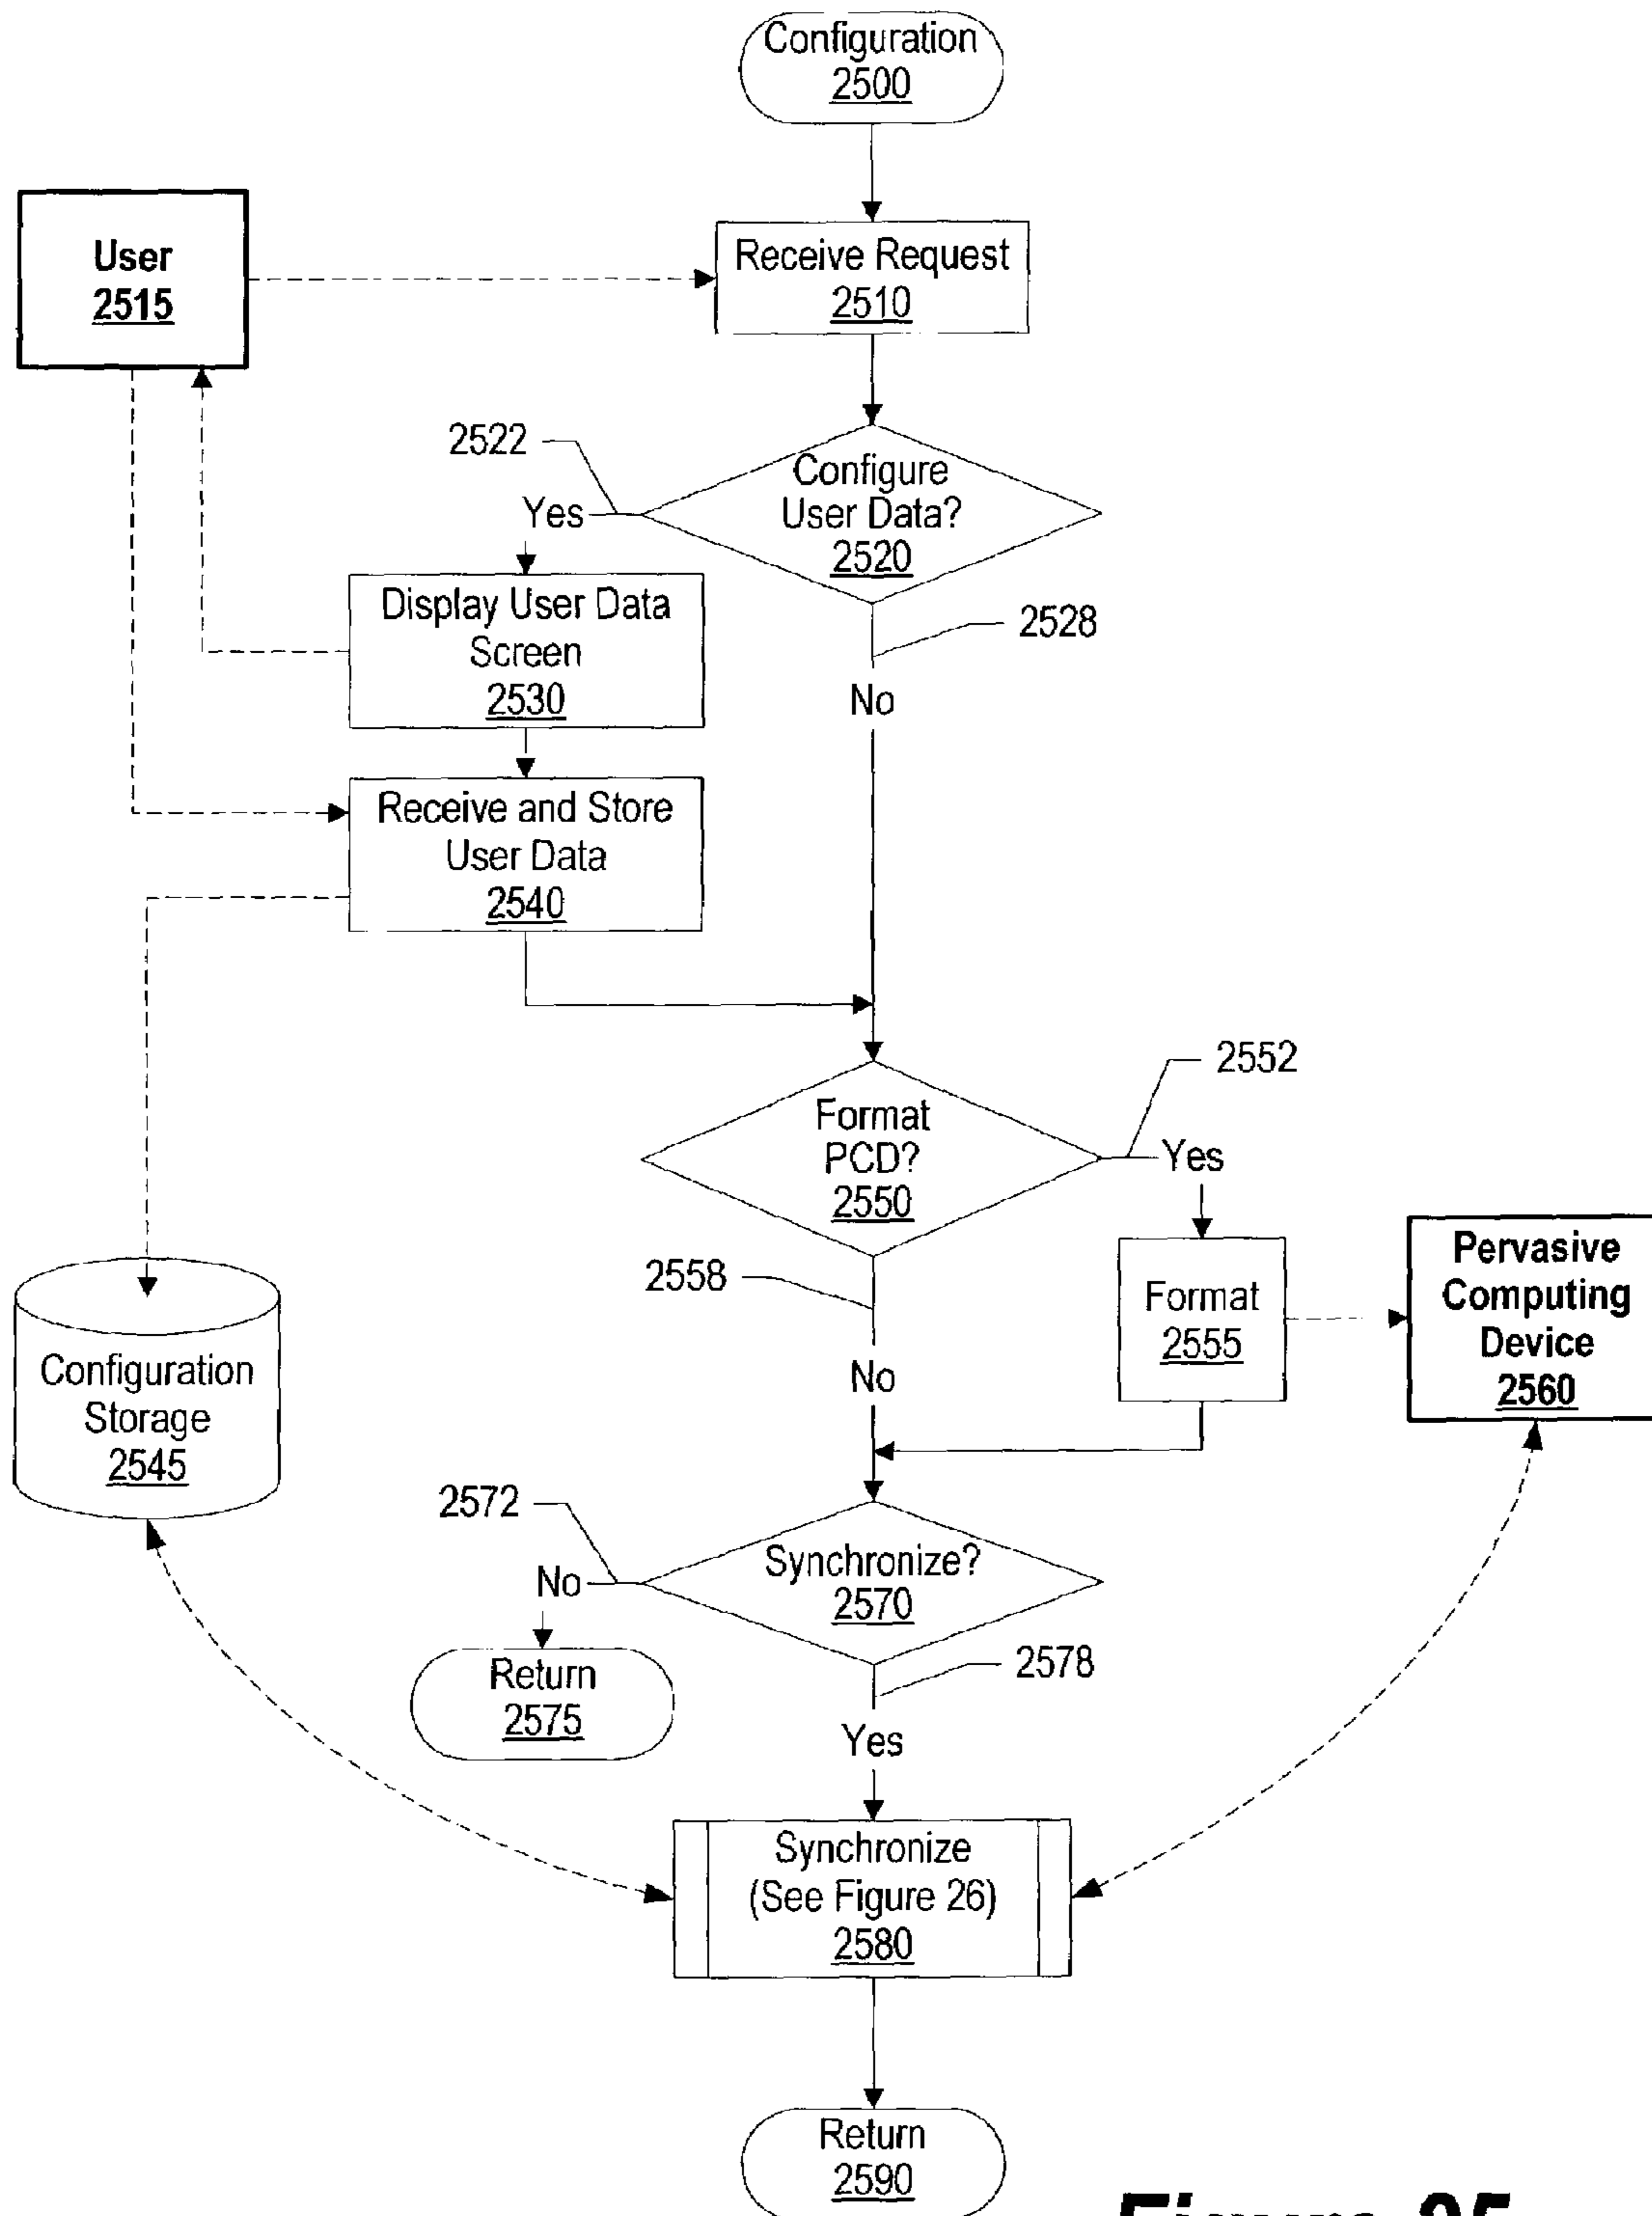 Configuration
2500
User
2515
Receive Request
2510
2522
Configure
User Data?
2520
Yes
2528
Display User Data
Screen
2530
No
Receive and Store
User Data
2540
2552
Format
PCD?
2550
Yes
2558
Format
2555
Pervasive
Computing
Device
2560
Configuration
Storage
2545
No
2572
Synchronize?
2570
No
2578
Return
2575
Yes
Synchronize
(See Figure 26)
2580
Return
2590